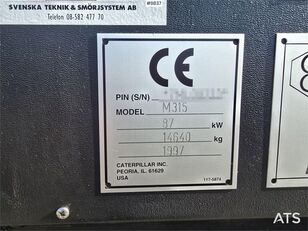 SVENSKA TEKNIK & SMÖRJSYSTEM AB
Telefon 08-582 477 70
CE
PIN (S/N)
MODEL M315
87 kW
14640 kg
1997
CATERPILLAR INC.
PEORIA, IL. 61629
USA
117-5874
ATS